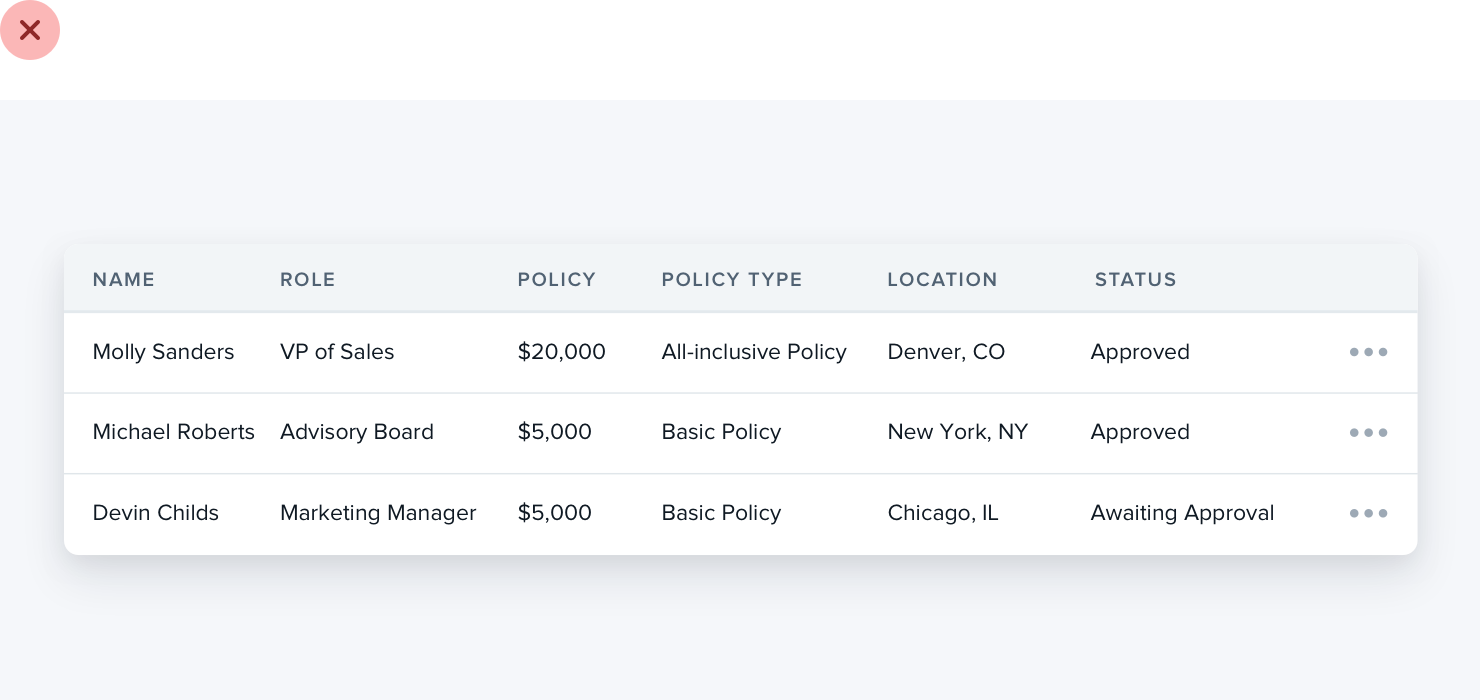 NAME ROLE POLICY POLICY TYPE LOCATION STATUS
Molly Sanders VP of Sales $20,000 All-inclusive Policy Denver, CO Approved
Michael Roberts Advisory Board $5,000 Basic Policy New York, NY Approved
Devin Childs Marketing Manager $5,000 Basic Policy Chicago, IL Awaiting Approval